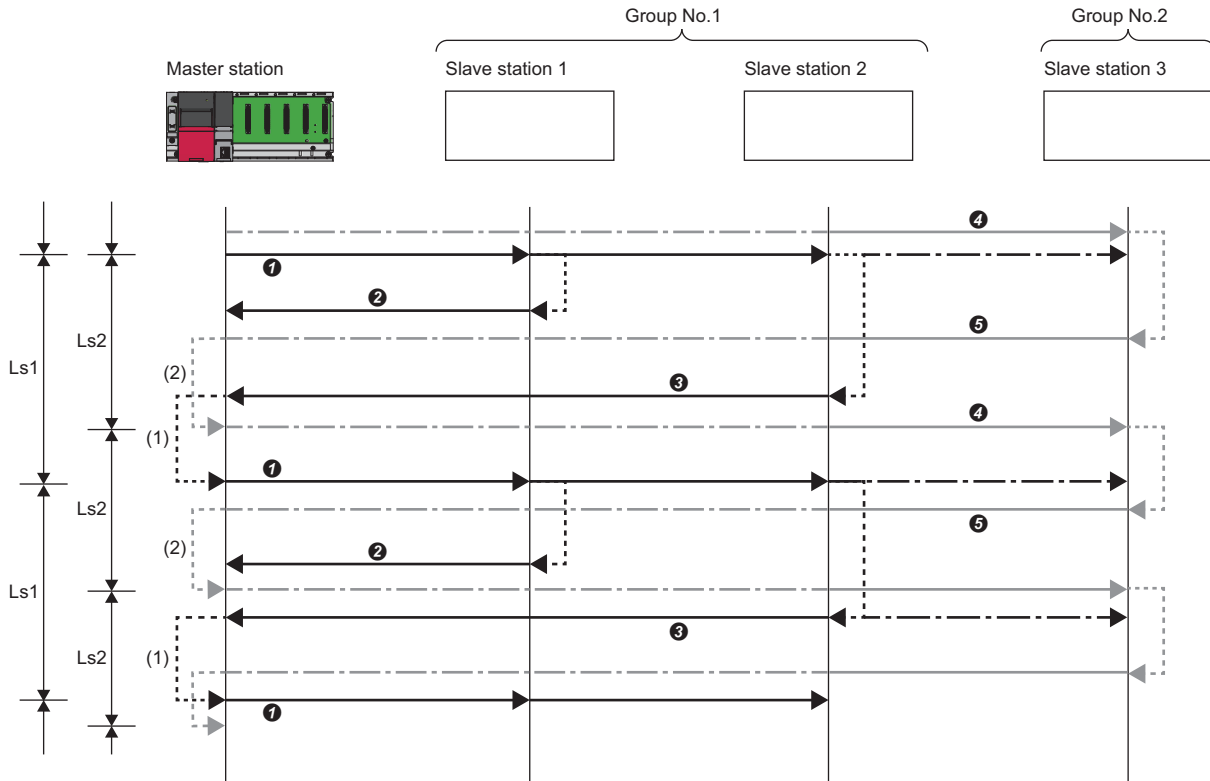 Group No.1
Group No.2
Master station
Slave station 1
Slave station 2
Slave station 3
4
1
2
5
Ls2
Ls1
(2)
3
4
(1)
1
Ls2
5
(2)
2
Ls1
3
Ls2
(1)
1